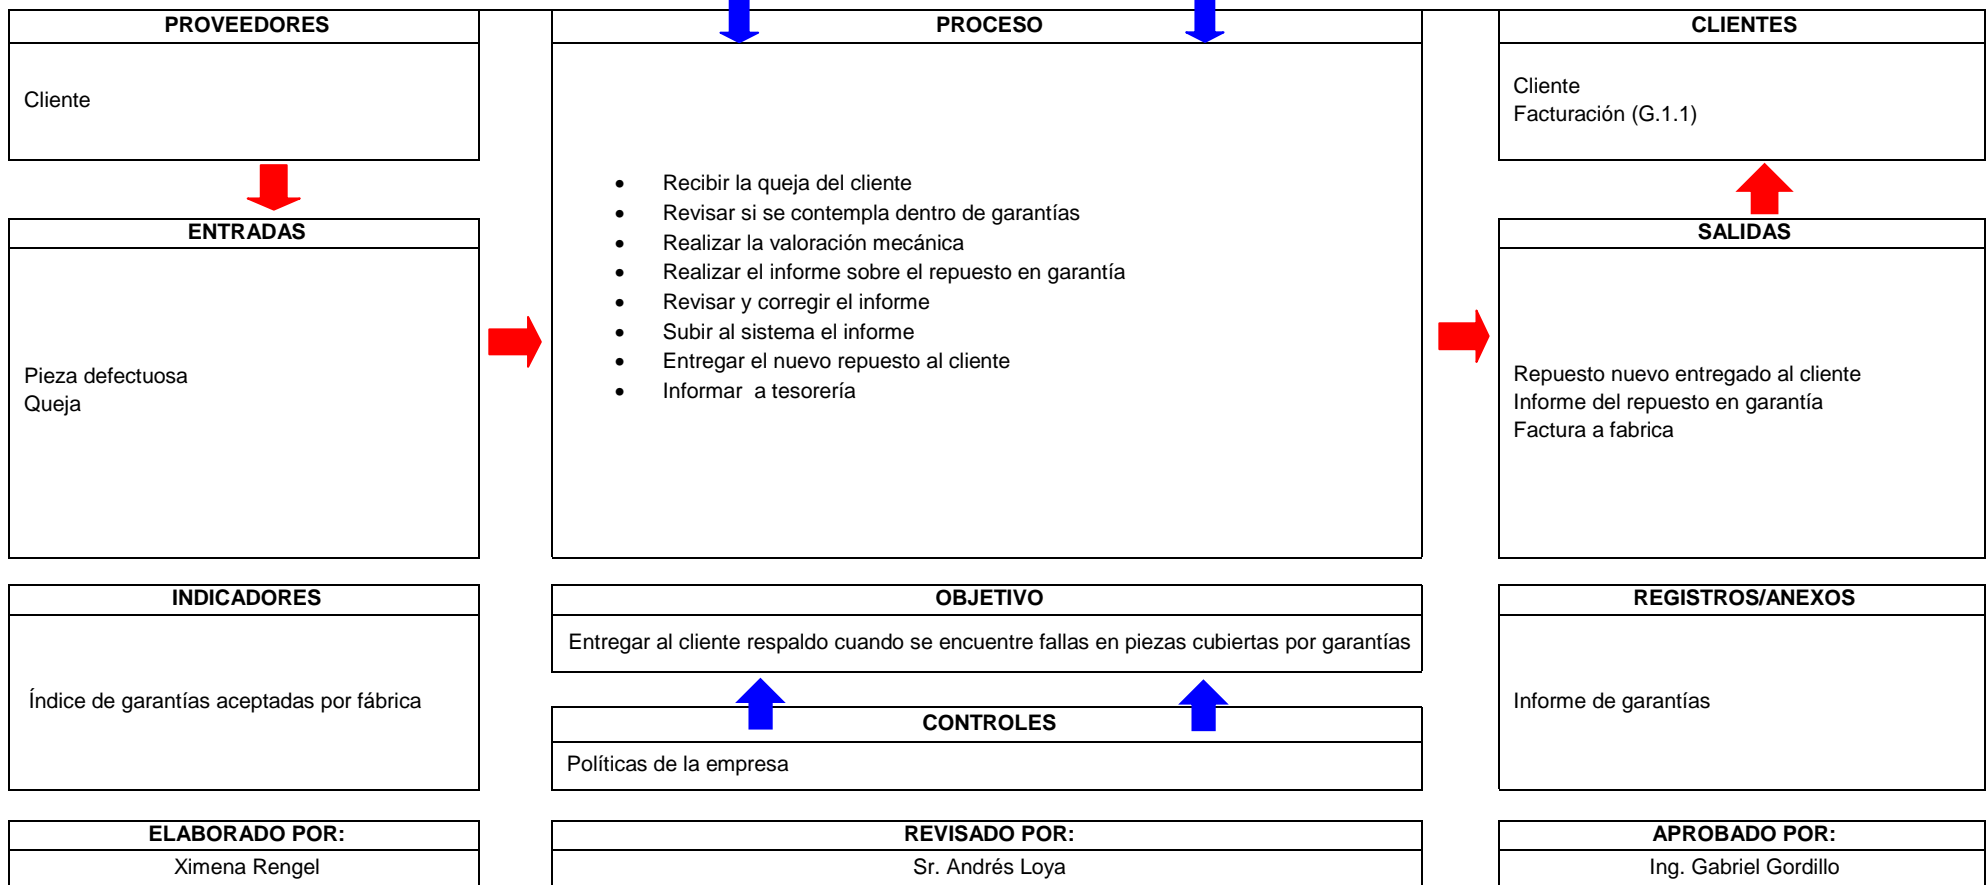 PROVEEDORES
Cliente
ENTRADAS
Pieza defectuosa
Queja
PROCESO
• Recibir la queja del cliente
• Revisar si se contempla dentro de garantías
• Realizar la valoración mecánica
• Realizar el informe sobre el repuesto en garantía
• Revisar y corregir el informe
• Subir al sistema el informe
• Entregar el nuevo repuesto al cliente
• Informar  a tesorería
CLIENTES
Cliente
Facturación (G.1.1)
SALIDAS
Repuesto nuevo entregado al cliente
Informe del repuesto en garantía
Factura a fabrica
INDICADORES
Índice de garantías aceptadas por fábrica
OBJETIVO
Entregar al cliente respaldo cuando se encuentre fallas en piezas cubiertas por garantías
CONTROLES
Políticas de la empresa
REGISTROS/ANEXOS
Informe de garantías
ELABORADO POR:
Ximena Rengel
REVISADO POR:
Sr. Andrés Loya
APROBADO POR:
Ing. Gabriel Gordillo